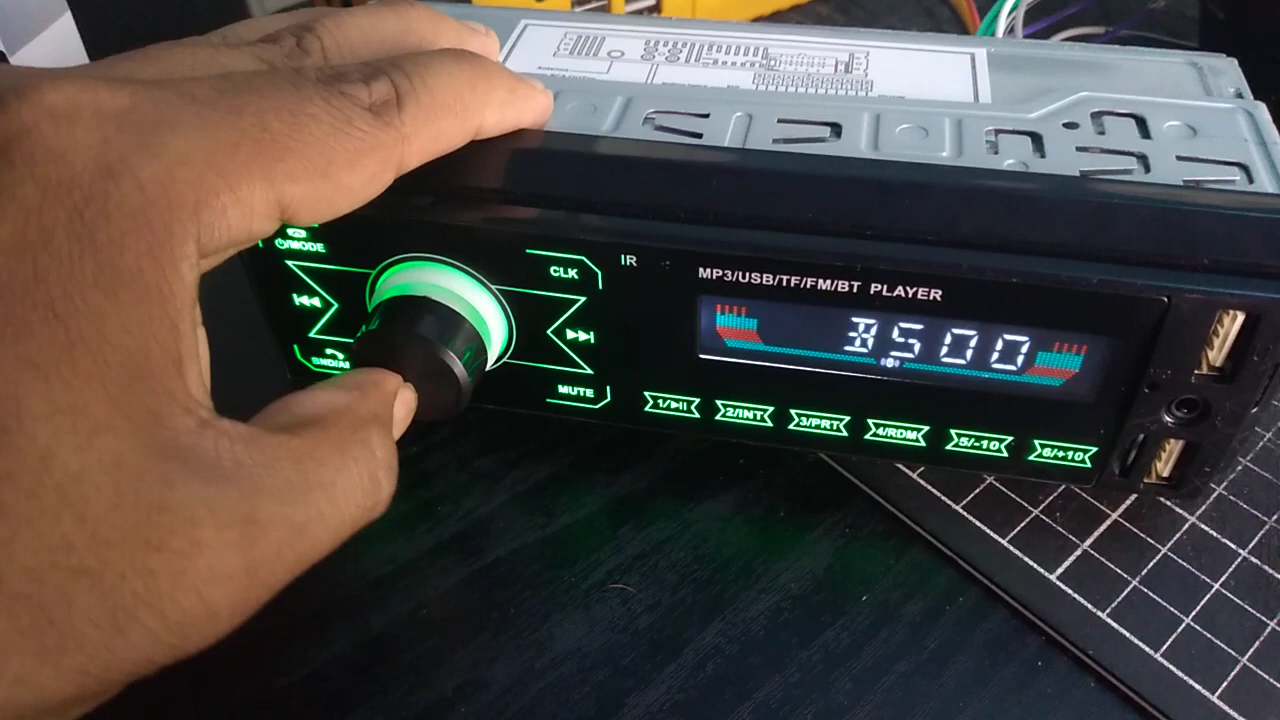 ⏻/MODE
CLK
IR
MP3/USB/TF/FM/BT PLAYER
MUTE
1/▶II
2/INT
3/PRT
4/RDM
5/-10
6/+10